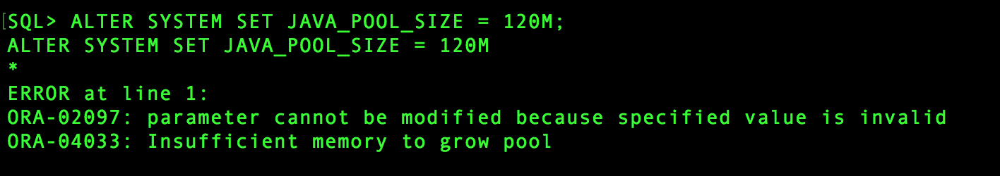 SQL> ALTER SYSTEM SET JAVA_POOL_SIZE = 120M;
ALTER SYSTEM SET JAVA_POOL_SIZE = 120M
*
ERROR at line 1:
ORA-02097: parameter cannot be modified because specified value is invalid
ORA-04033: Insufficient memory to grow pool